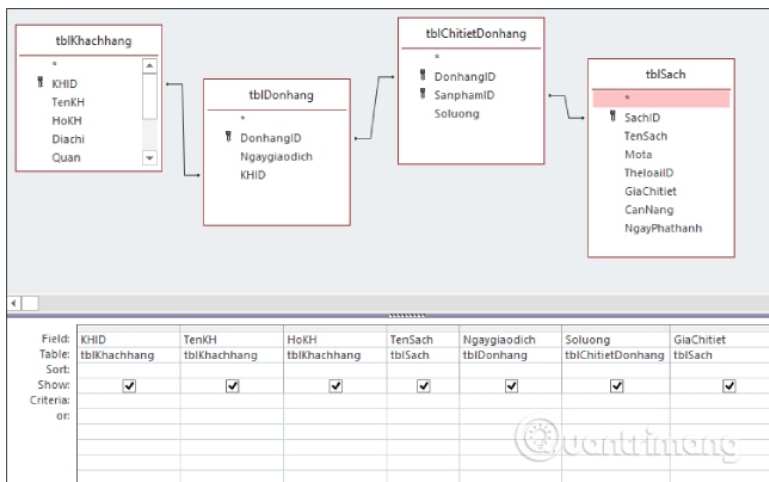 tblKhachhang
*
KHID
TenKH
HoKH
Diachi
Quan
tblDonhang
*
DonhangID
Ngaygiaodich
KHID
tblChitietDonhang
*
DonhangID
SanphamID
Soluong
tblSach
*
SachID
TenSach
Mota
TheloaiID
GiaChitiet
CanNang
NgayPhathanh
Field: KHID TenKH HoKH TenSach Ngaygiaodich Soluong GiaChitiet
Table: tblKhachhang tblKhachhang tblKhachhang tblSach tblDonhang tblChitietDonhang tblSach
Sort:
Show:
Criteria:
or:
Quantrimang